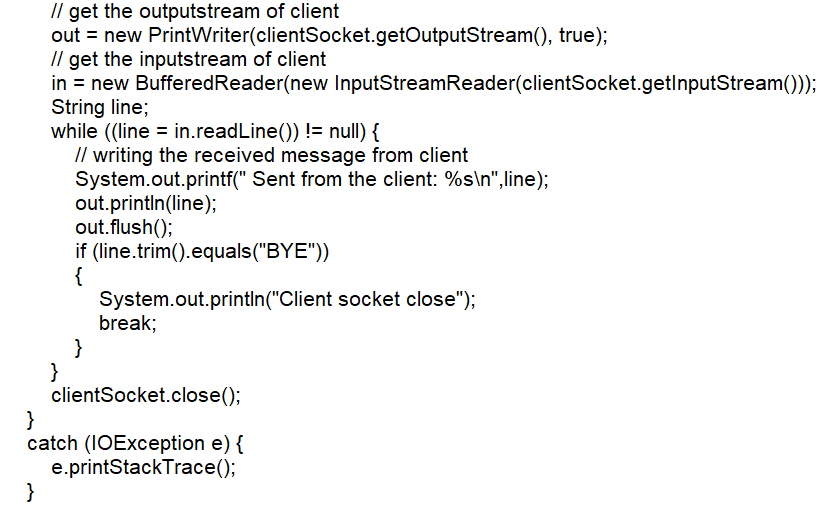 // get the outputstream of client
out = new PrintWriter(clientSocket.getOutputStream(), true);
// get the inputstream of client
in = new BufferedReader(new InputStreamReader(clientSocket.getInputStream()));
String line;
while ((line = in.readLine()) != null) {
// writing the received message from client
System.out.printf(" Sent from the client: %s\n",line);
out.println(line);
out.flush();
if (line.trim().equals("BYE"))
{
System.out.println("Client socket close");
break;
}
}
clientSocket.close();
}
catch (IOException e) {
e.printStackTrace();
}